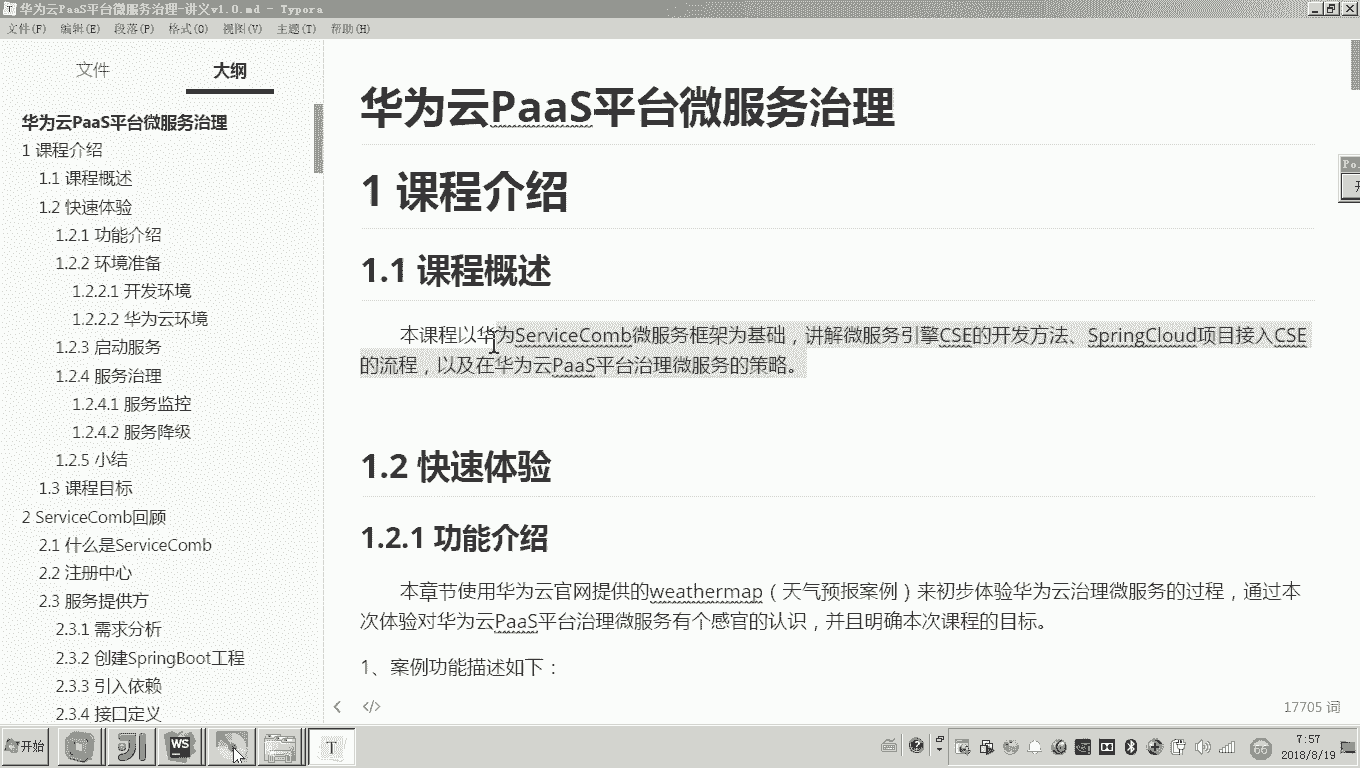 华为云PaaS平台微服务治理-讲义v1.0.md - Typora
文件(F) 编辑(E) 段落(P) 格式(O) 视图(V) 主题(T) 帮助(H)
文件 大纲
华为云PaaS平台微服务治理
1 课程介绍
1.1 课程概述
1.2 快速体验
1.2.1 功能介绍
1.2.2 环境准备
1.2.2.1 开发环境
1.2.2.2 华为云环境
1.2.3 启动服务
1.2.4 服务治理
1.2.4.1 服务监控
1.2.4.2 服务降级
1.2.5 小结
1.3 课程目标
2 ServiceComb回顾
2.1 什么是ServiceComb
2.2 注册中心
2.3 服务提供方
2.3.1 需求分析
2.3.2 创建SpringBoot工程
2.3.3 引入依赖
2.3.4 接口定义
华为云PaaS平台微服务治理
1 课程介绍
1.1 课程概述
本课程以华为ServiceComb微服务框架为基础，讲解微服务引擎CSE的开发方法、SpringCloud项目接入CSE
的流程，以及在华为云PaaS平台治理微服务的策略。
1.2 快速体验
1.2.1 功能介绍
本章节使用华为云官网提供的weathermap（天气预报案例）来初步体验华为云治理微服务的过程，通过本
次体验对华为云PaaS平台治理微服务有个感官的认识，并且明确本次课程的目标。
1、案例功能描述如下：
17705 词
Po
开始
WS
T
66
7:57
2018/8/19